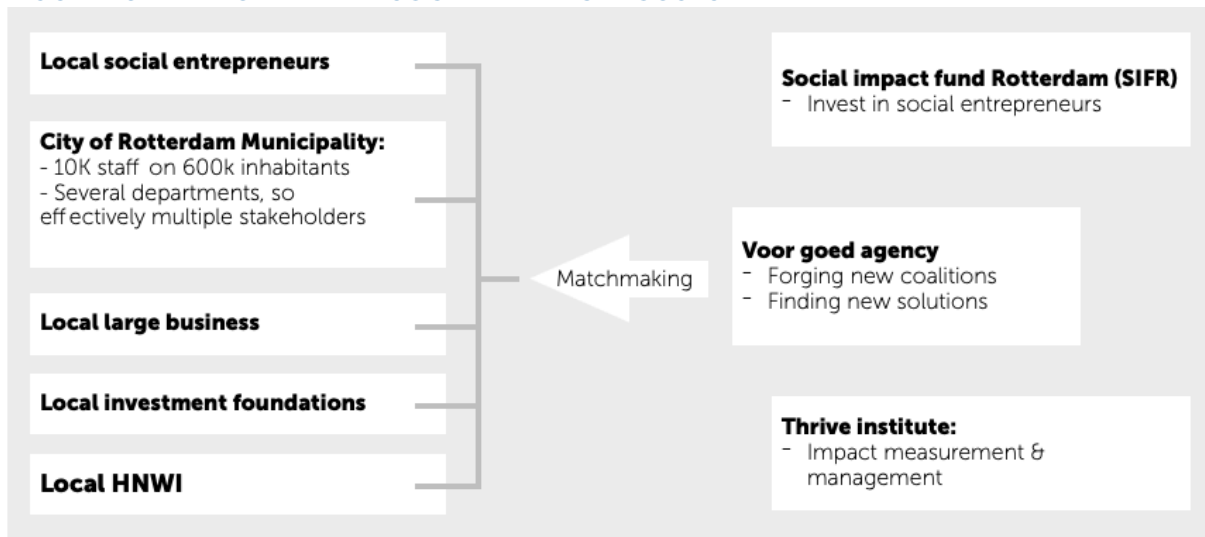 Local social entrepreneurs
City of Rotterdam Municipality:
- 10K staff on 600k inhabitants
- Several departments, so
effectively multiple stakeholders
Local large business
Local investment foundations
Local HNWI
Matchmaking
Social impact fund Rotterdam (SIFR)
- Invest in social entrepreneurs
Voor goed agency
- Forging new coalitions
- Finding new solutions
Thrive institute:
- Impact measurement &
management